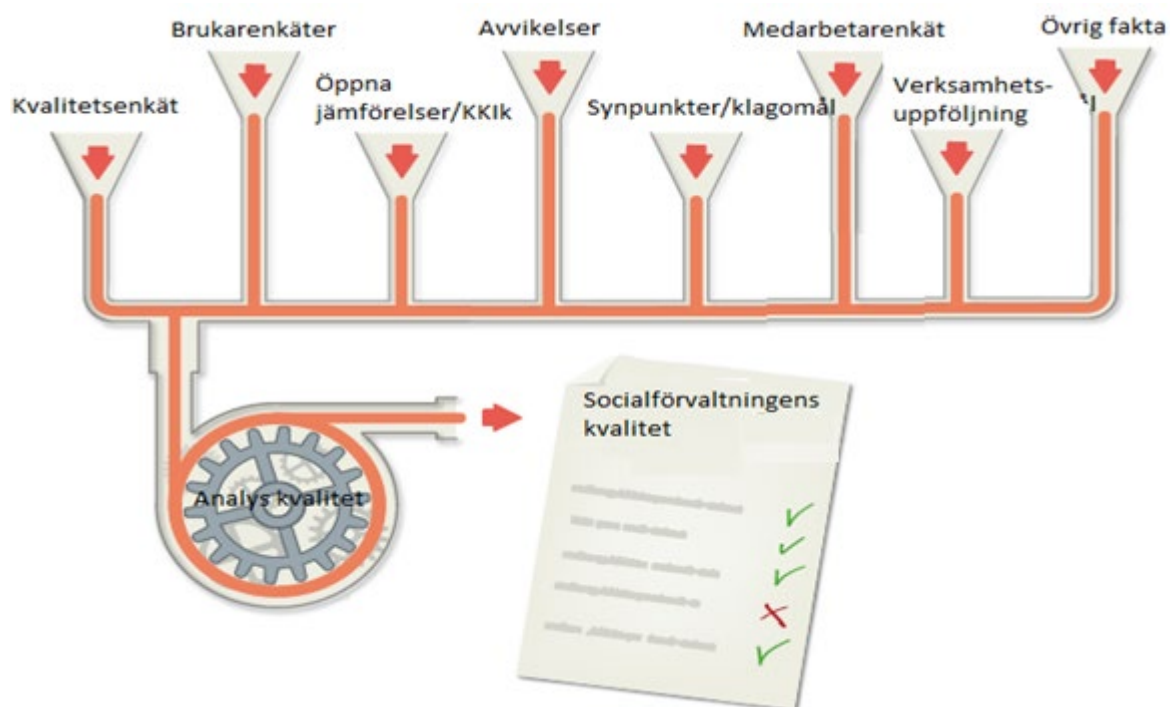 Brukarenkäter
Avvikelser
Medarbetarenkät
Övrig fakta
Kvalitetsenkät
Öppna
jämförelser/KKIk
Synpunkter/klagomål
Verksamhets-
uppföljning
Socialförvaltningens
kvalitet
Analys kvalitet